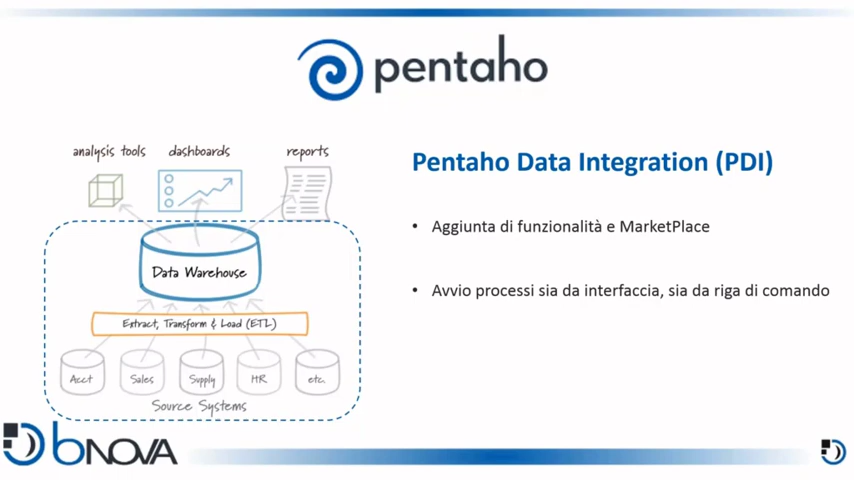 pentaho
analysis tools dashboards reports
Data Warehouse
Extract, Transform & Load (ETL)
Acct Sales Supply HR etc.
Source Systems
Pentaho Data Integration (PDI)
• Aggiunta di funzionalità e MarketPlace
• Avvio processi sia da interfaccia, sia da riga di comando
bNOVA